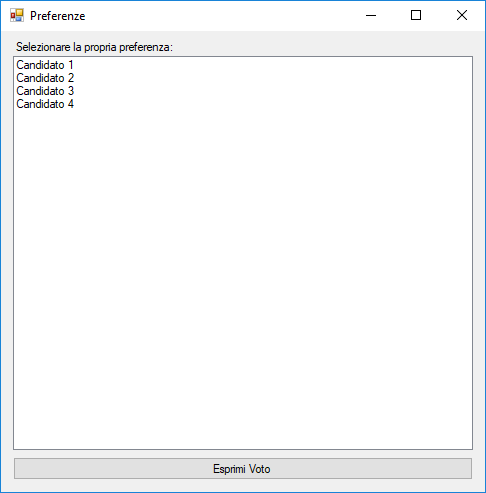 Preferenze
Selezionare la propria preferenza:
Candidato 1
Candidato 2
Candidato 3
Candidato 4
Esprimi Voto